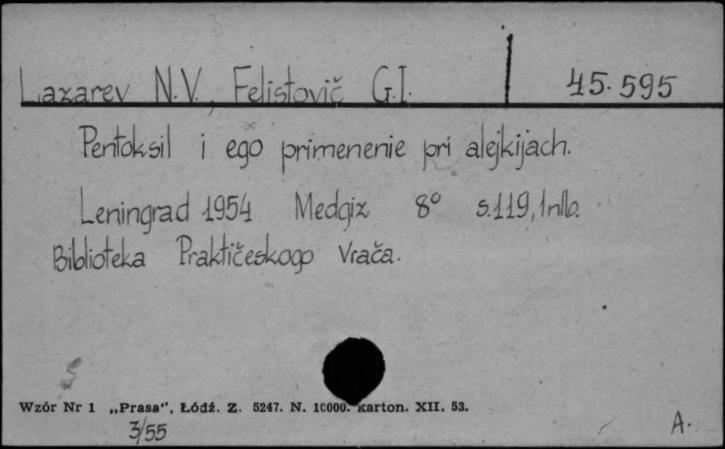 Lazarev N.V., Felistovič G.I. 45.595
Pentoksil i ego primenenie pri alejkijach.
Leningrad 1954 Medgiz 8° s.119, 1nlb.
Biblioteka Praktičeskogo Vrača.
Wzór Nr 1 „Prasa", Łódź. Z. 5247. N. 10000. karton. XII. 53.
3/55 A.